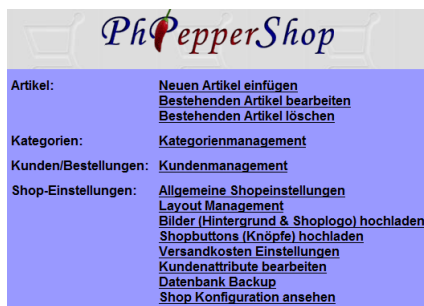 PhPepperShop
Artikel: Neuen Artikel einfügen
Bestehenden Artikel bearbeiten
Bestehenden Artikel löschen
Kategorien: Kategorienmanagement
Kunden/Bestellungen: Kundenmanagement
Shop-Einstellungen: Allgemeine Shopeinstellungen
Layout Management
Bilder (Hintergrund & Shoplogo) hochladen
Shopbuttons (Knöpfe) hochladen
Versandkosten Einstellungen
Kundenattribute bearbeiten
Datenbank Backup
Shop Konfiguration ansehen